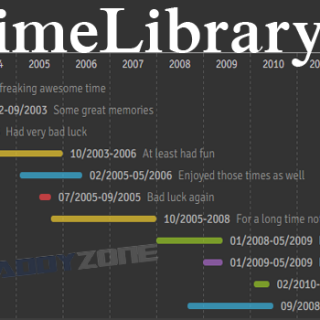 imeLibrary
4 2005 2006 2007 2008 2009 2010 20
freaking awesome time
2-09/2003 Some great memories
Had very bad luck
10/2003-2006 At least had fun
02/2005-05/2006 Enjoyed those times as well
07/2005-09/2005 Bad luck again
10/2005-2008 For a long time no
01/2008-05/2009
01/2009-05/2009
ZONE
02/2010-
09/2008